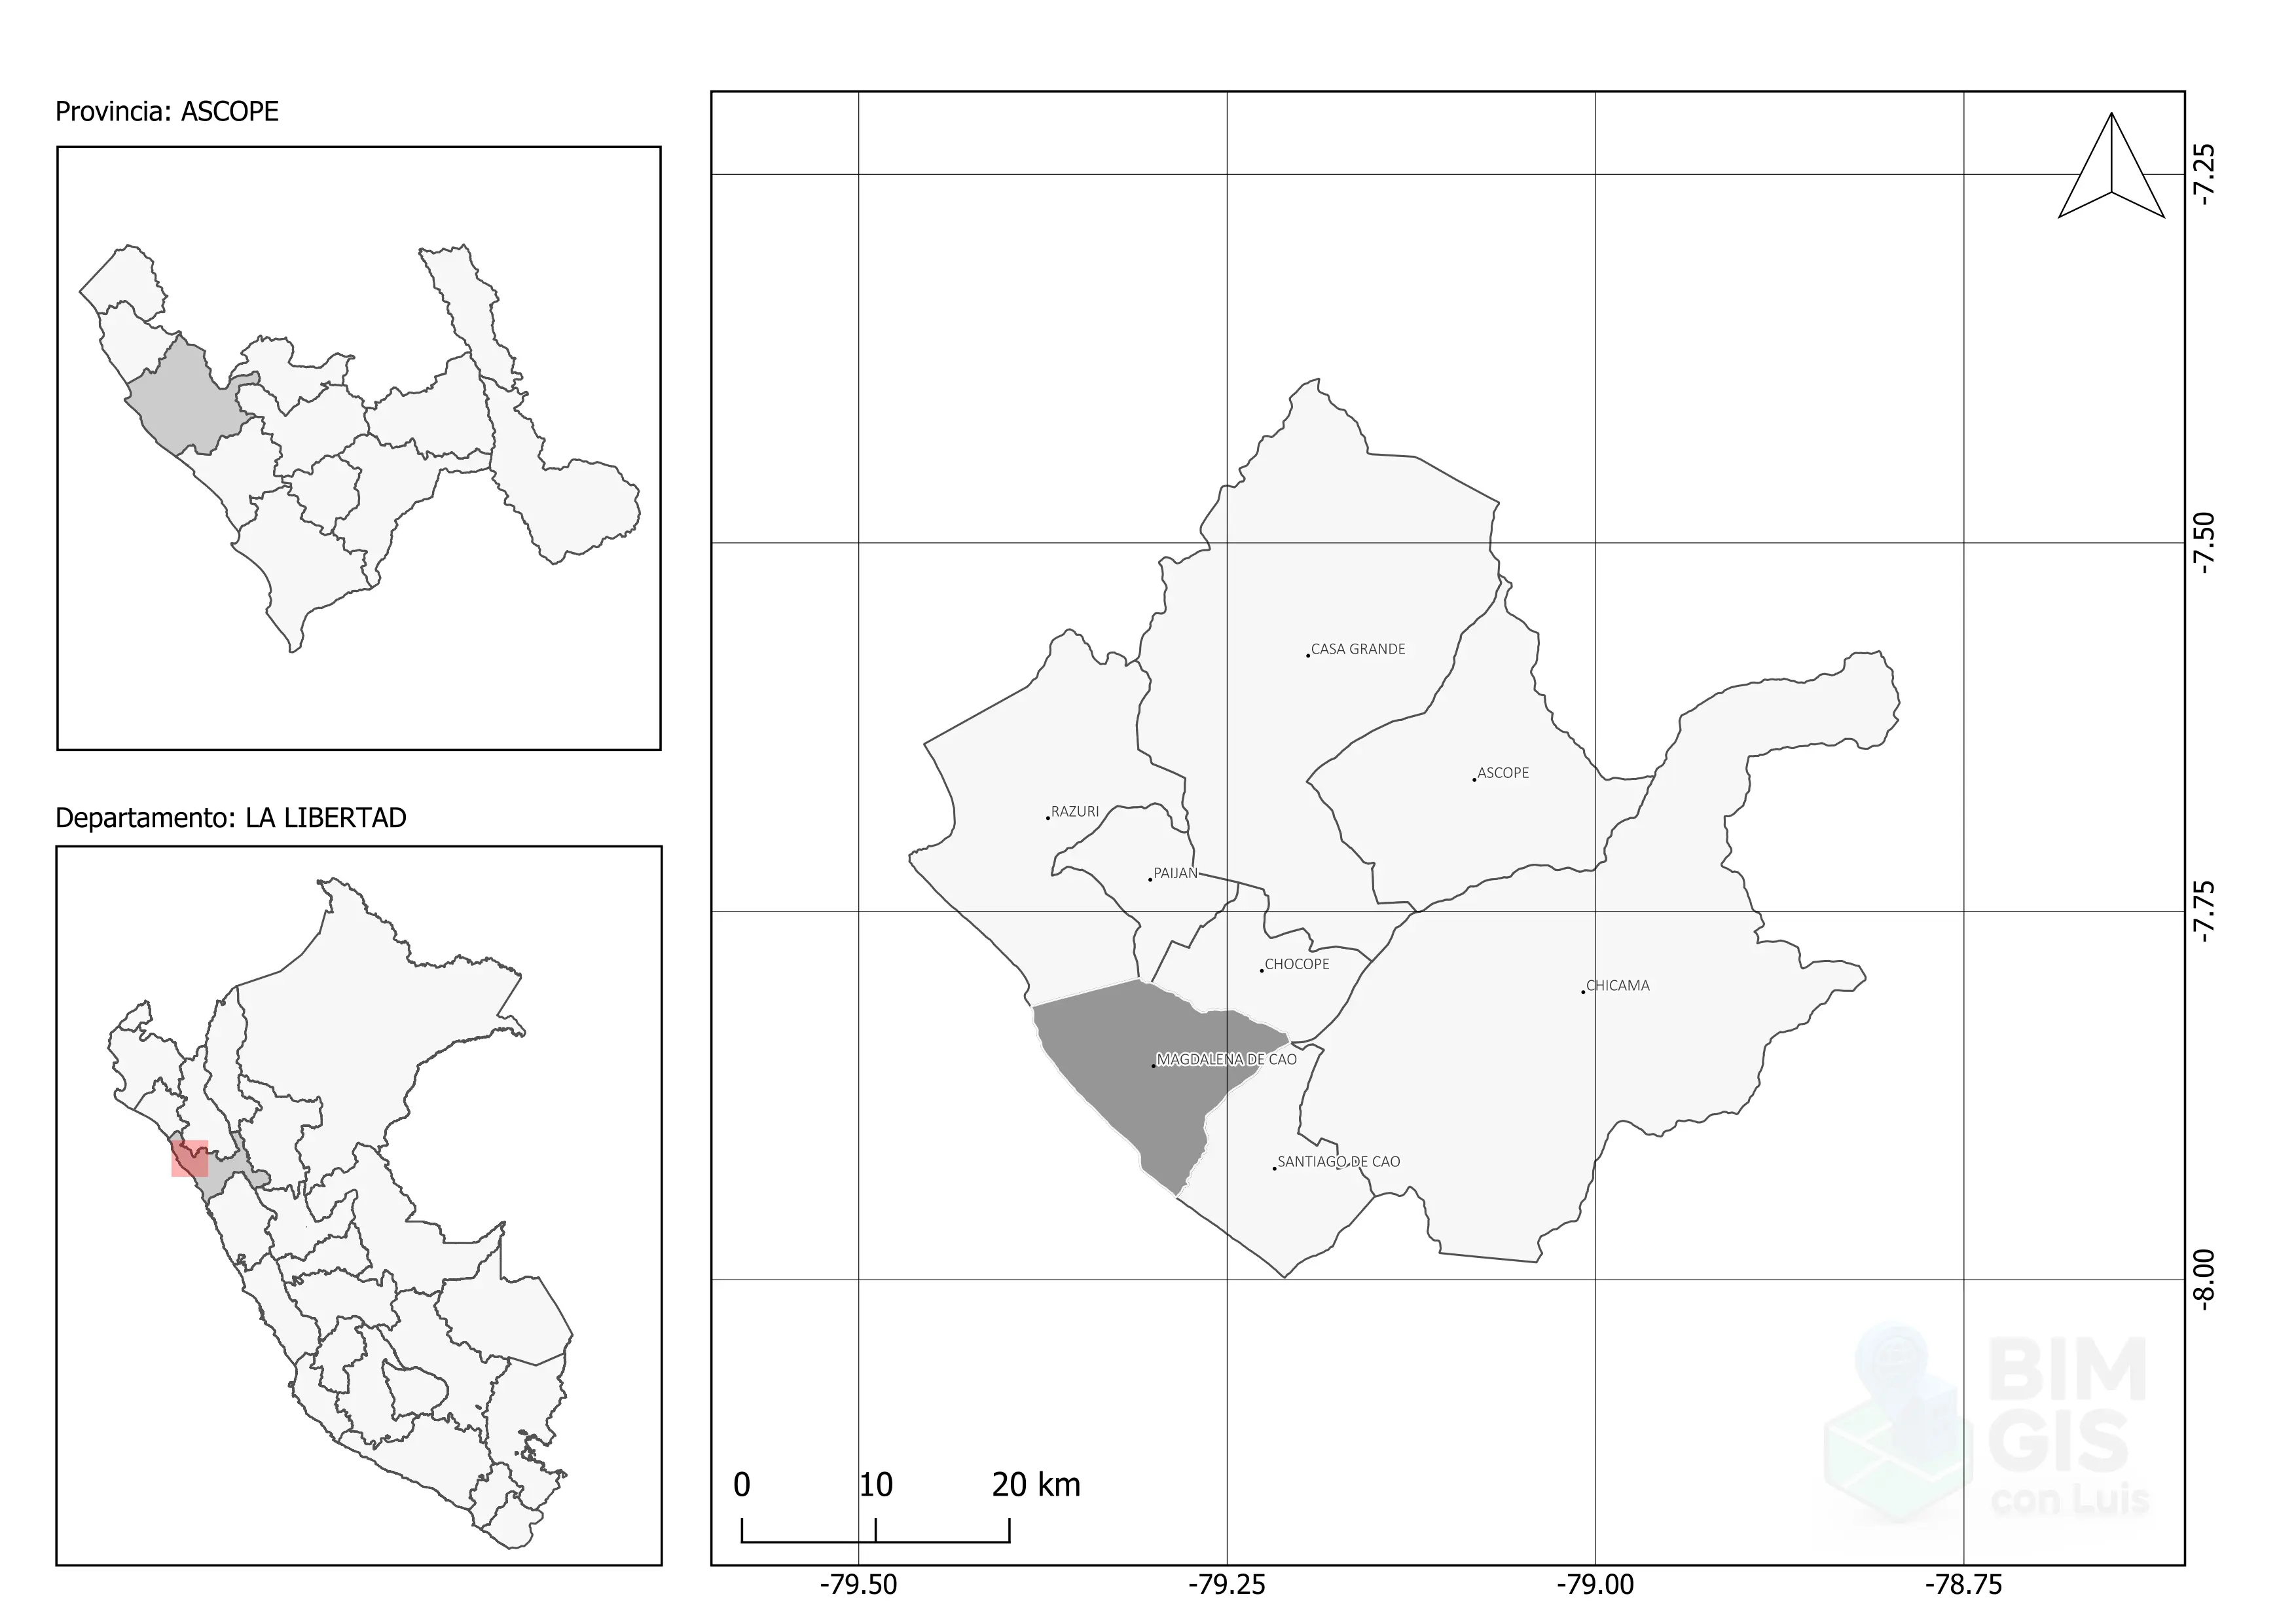 Provincia: ASCOPE
Departamento: LA LIBERTAD
CASA GRANDE
ASCOPE
RAZURI
PAIJAN
CHOCOPE
CHICAMA
MAGDALENA DE CAO
SANTIAGO DE CAO
-7.25
-7.50
-7.75
-8.00
BIM
GIS
con Luis
0 10 20 km
-79.50 -79.25 -79.00 -78.75